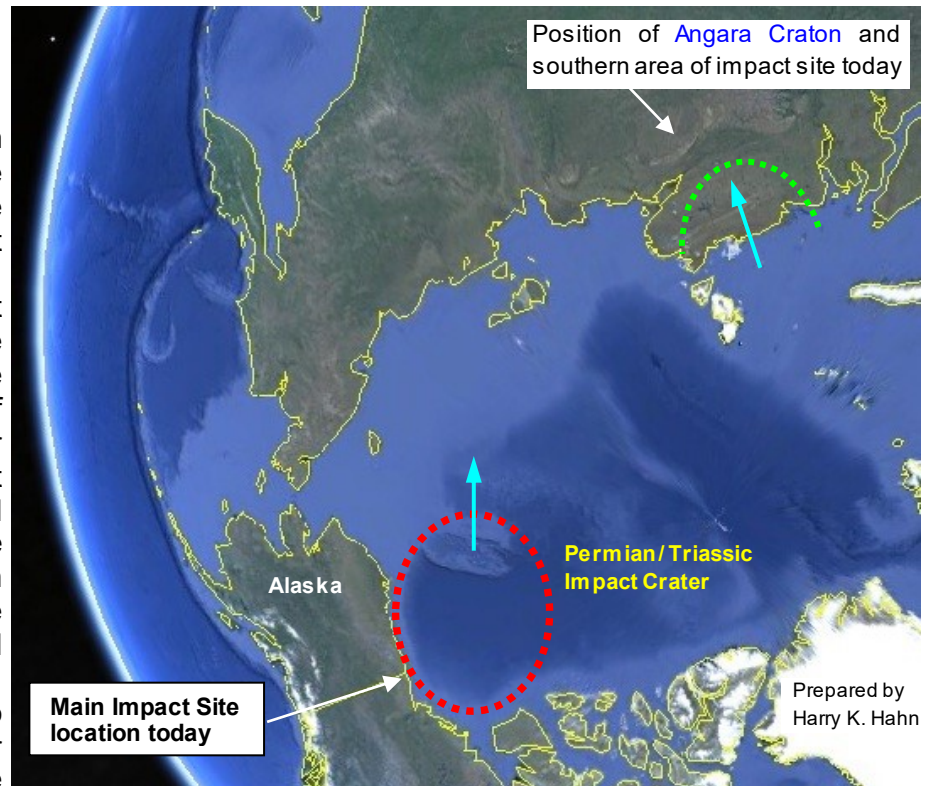 Position of Angara Craton and
southern area of impact site today
Permian / Triassic
Impact Crater
Alaska
Main Impact Site
location today
Prepared by
Harry K. Hahn